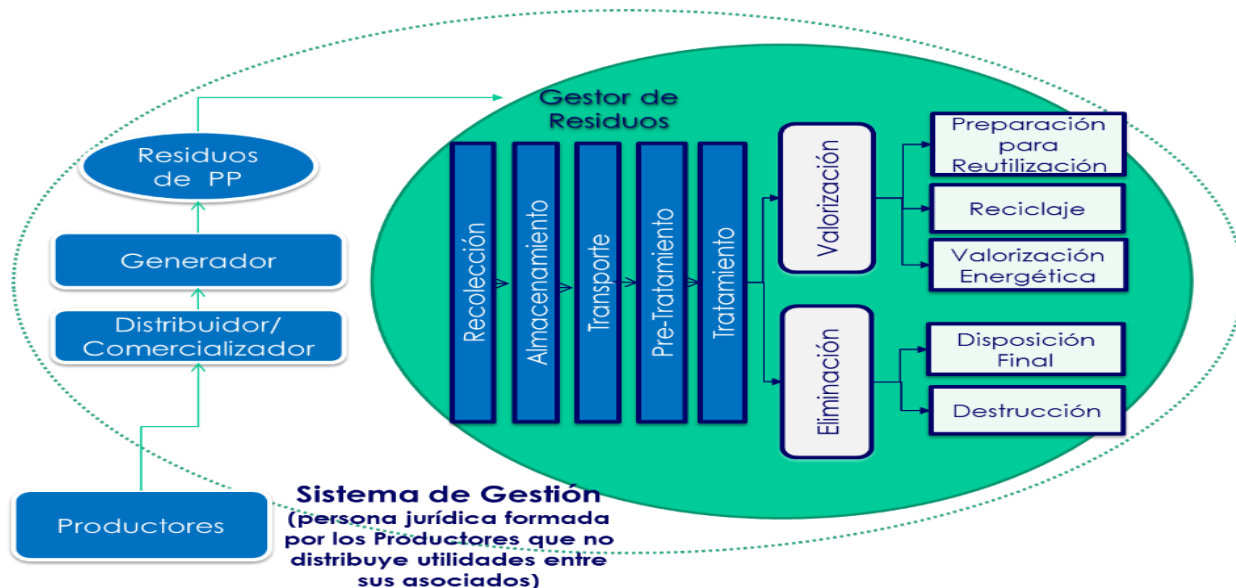 Gestor de
Residuos
Residuos
de PP
Generador
Distribuidor/
Comercializador
Productores
Recolección
Almacenamiento
Transporte
Pre-Tratamiento
Tratamiento
Valorización
Preparación
para
Reutilización
Reciclaje
Valorización
Energética
Eliminación
Disposición
Final
Destrucción
Sistema de Gestión
(persona jurídica formada
por los Productores que no
distribuye utilidades entre
sus asociados)